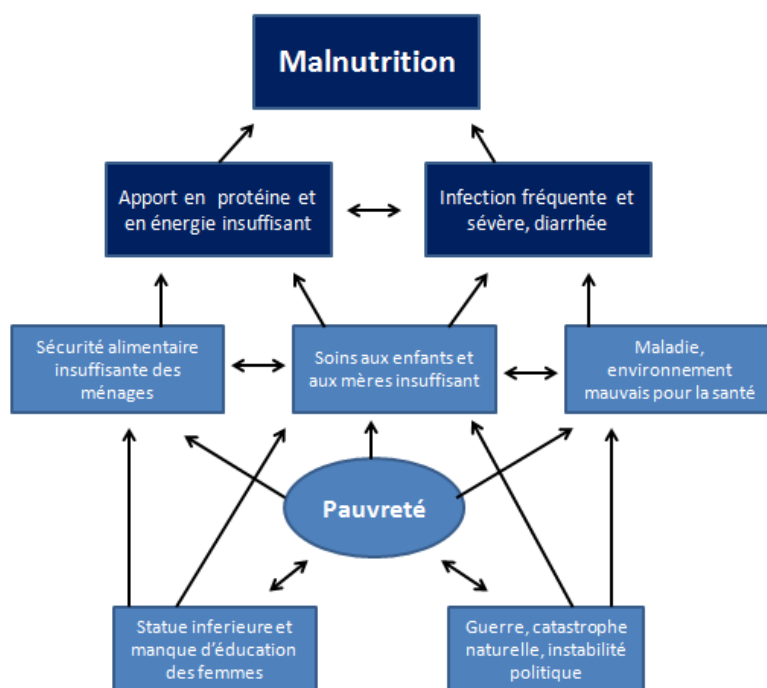 Malnutrition
Apport en protéine et
en énergie insuffisant
Infection fréquente et
sévère, diarrhée
Sécurité alimentaire
insuffisante des
ménages
Soins aux enfants et
aux mères insuffisant
Maladie,
environnement
mauvais pour la santé
Pauvreté
Statue inferieure et
manque d'éducation
des femmes
Guerre, catastrophe
naturelle, instabilité
politique